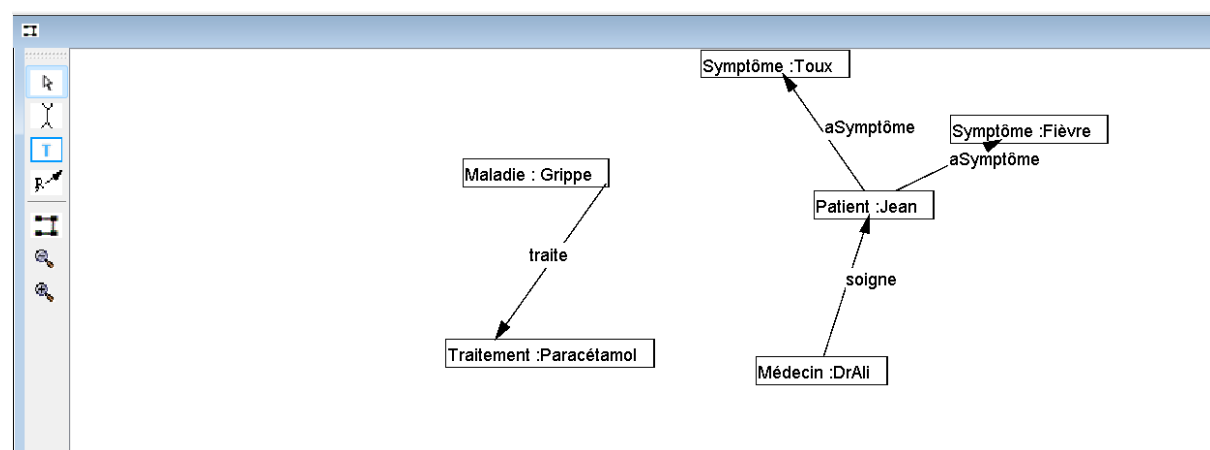 Symptôme :Toux
aSymptôme
Symptôme :Fièvre
aSymptôme
Maladie : Grippe
Patient :Jean
traite
soigne
Traitement :Paracétamol
Médecin :DrAli
T
R